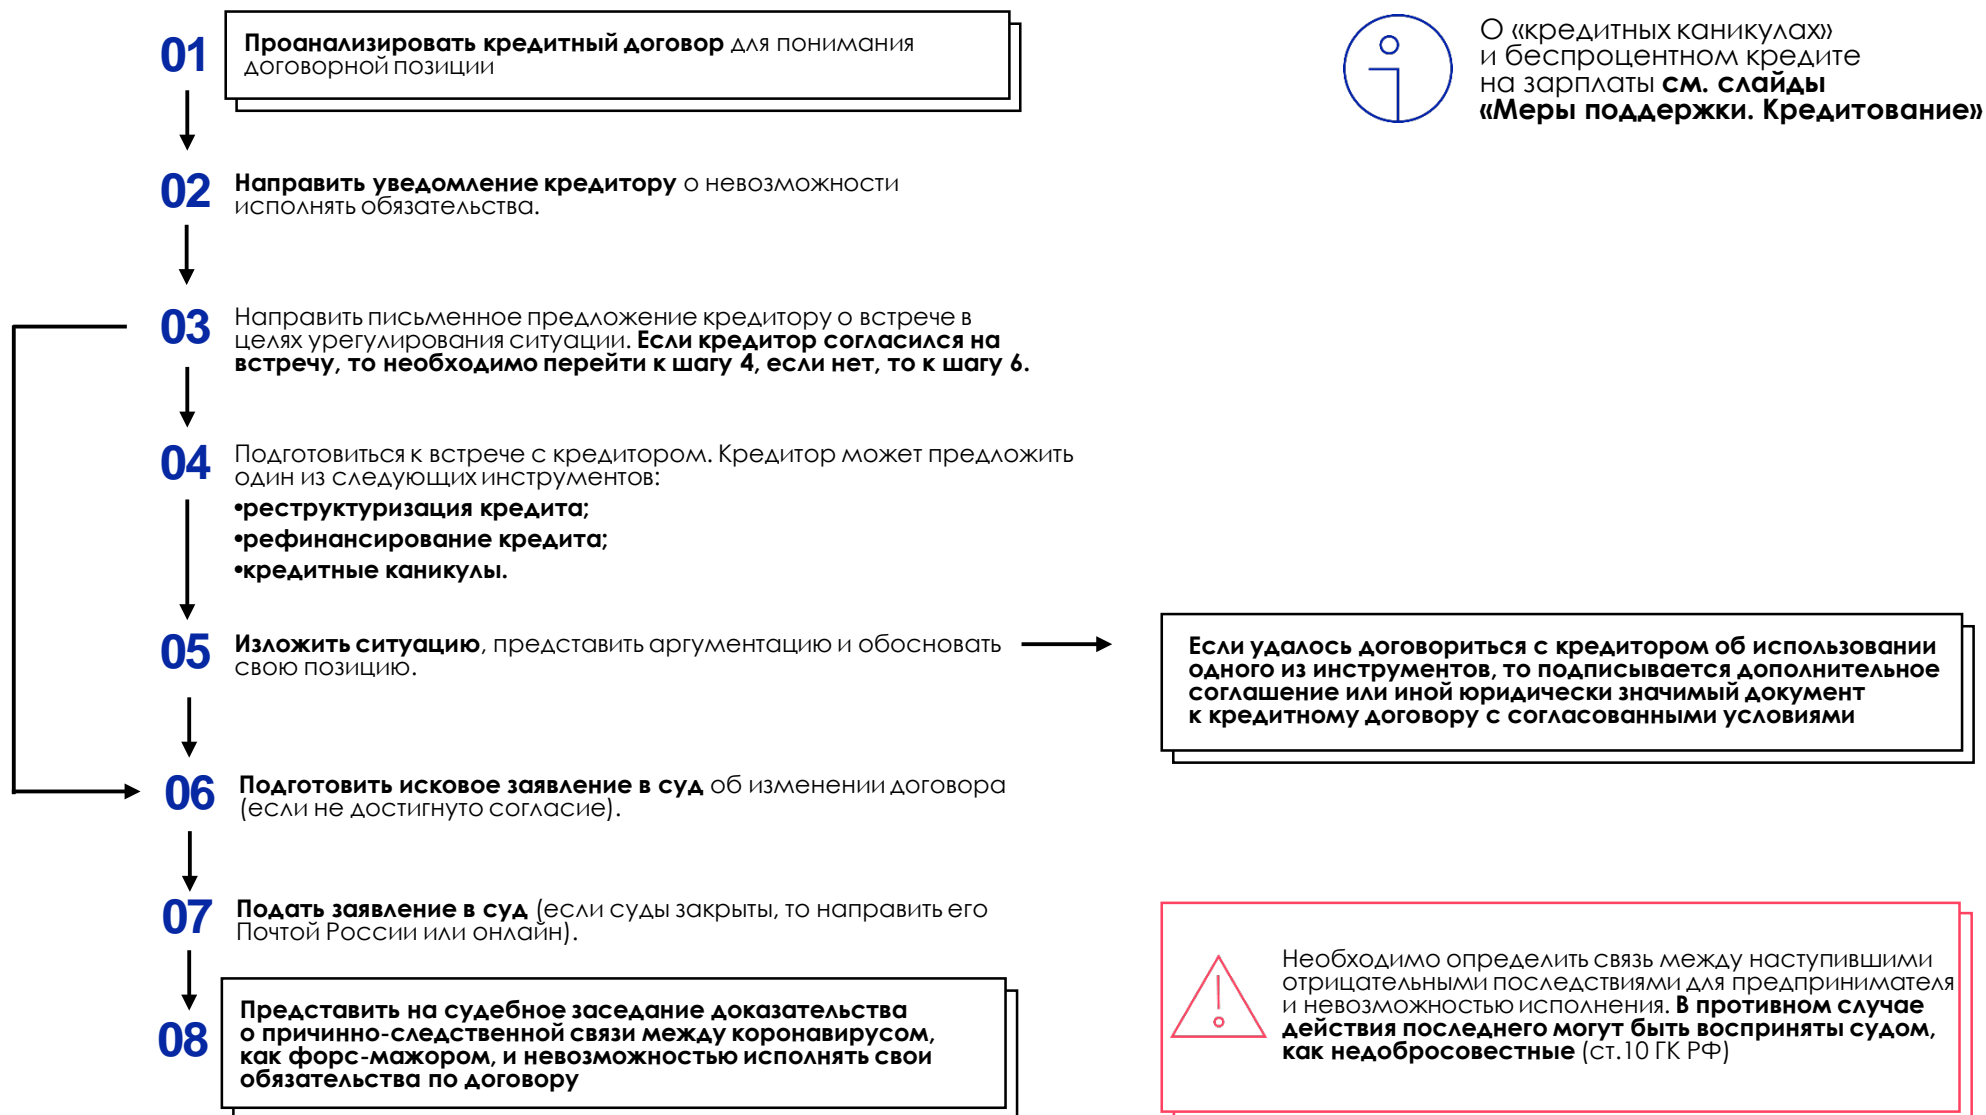 01
Проанализировать кредитный договор для понимания
договорной позиции
О «кредитных каникулах»
и беспроцентном кредите
на зарплаты см. слайды
«Меры поддержки. Кредитование»
02
Направить уведомление кредитору о невозможности
исполнять обязательства.
03
Направить письменное предложение кредитору о встрече в
целях урегулирования ситуации. Если кредитор согласился на
встречу, то необходимо перейти к шагу 4, если нет, то к шагу 6.
04
Подготовиться к встрече с кредитором. Кредитор может предложить
один из следующих инструментов:
•реструктуризация кредита;
•рефинансирование кредита;
•кредитные каникулы.
05
Изложить ситуацию, представить аргументацию и обосновать
свою позицию.
Если удалось договориться с кредитором об использовании
одного из инструментов, то подписывается дополнительное
соглашение или иной юридически значимый документ
к кредитному договору с согласованными условиями
06
Подготовить исковое заявление в суд об изменении договора
(если не достигнуто согласие).
07
Подать заявление в суд (если суды закрыты, то направить его
Почтой России или онлайн).
08
Представить на судебное заседание доказательства
о причинно-следственной связи между коронавирусом,
как форс-мажором, и невозможностью исполнять свои
обязательства по договору
Необходимо определить связь между наступившими
отрицательными последствиями для предпринимателя
и невозможностью исполнения. В противном случае
действия последнего могут быть восприняты судом,
как недобросовестные (ст.10 ГК РФ)